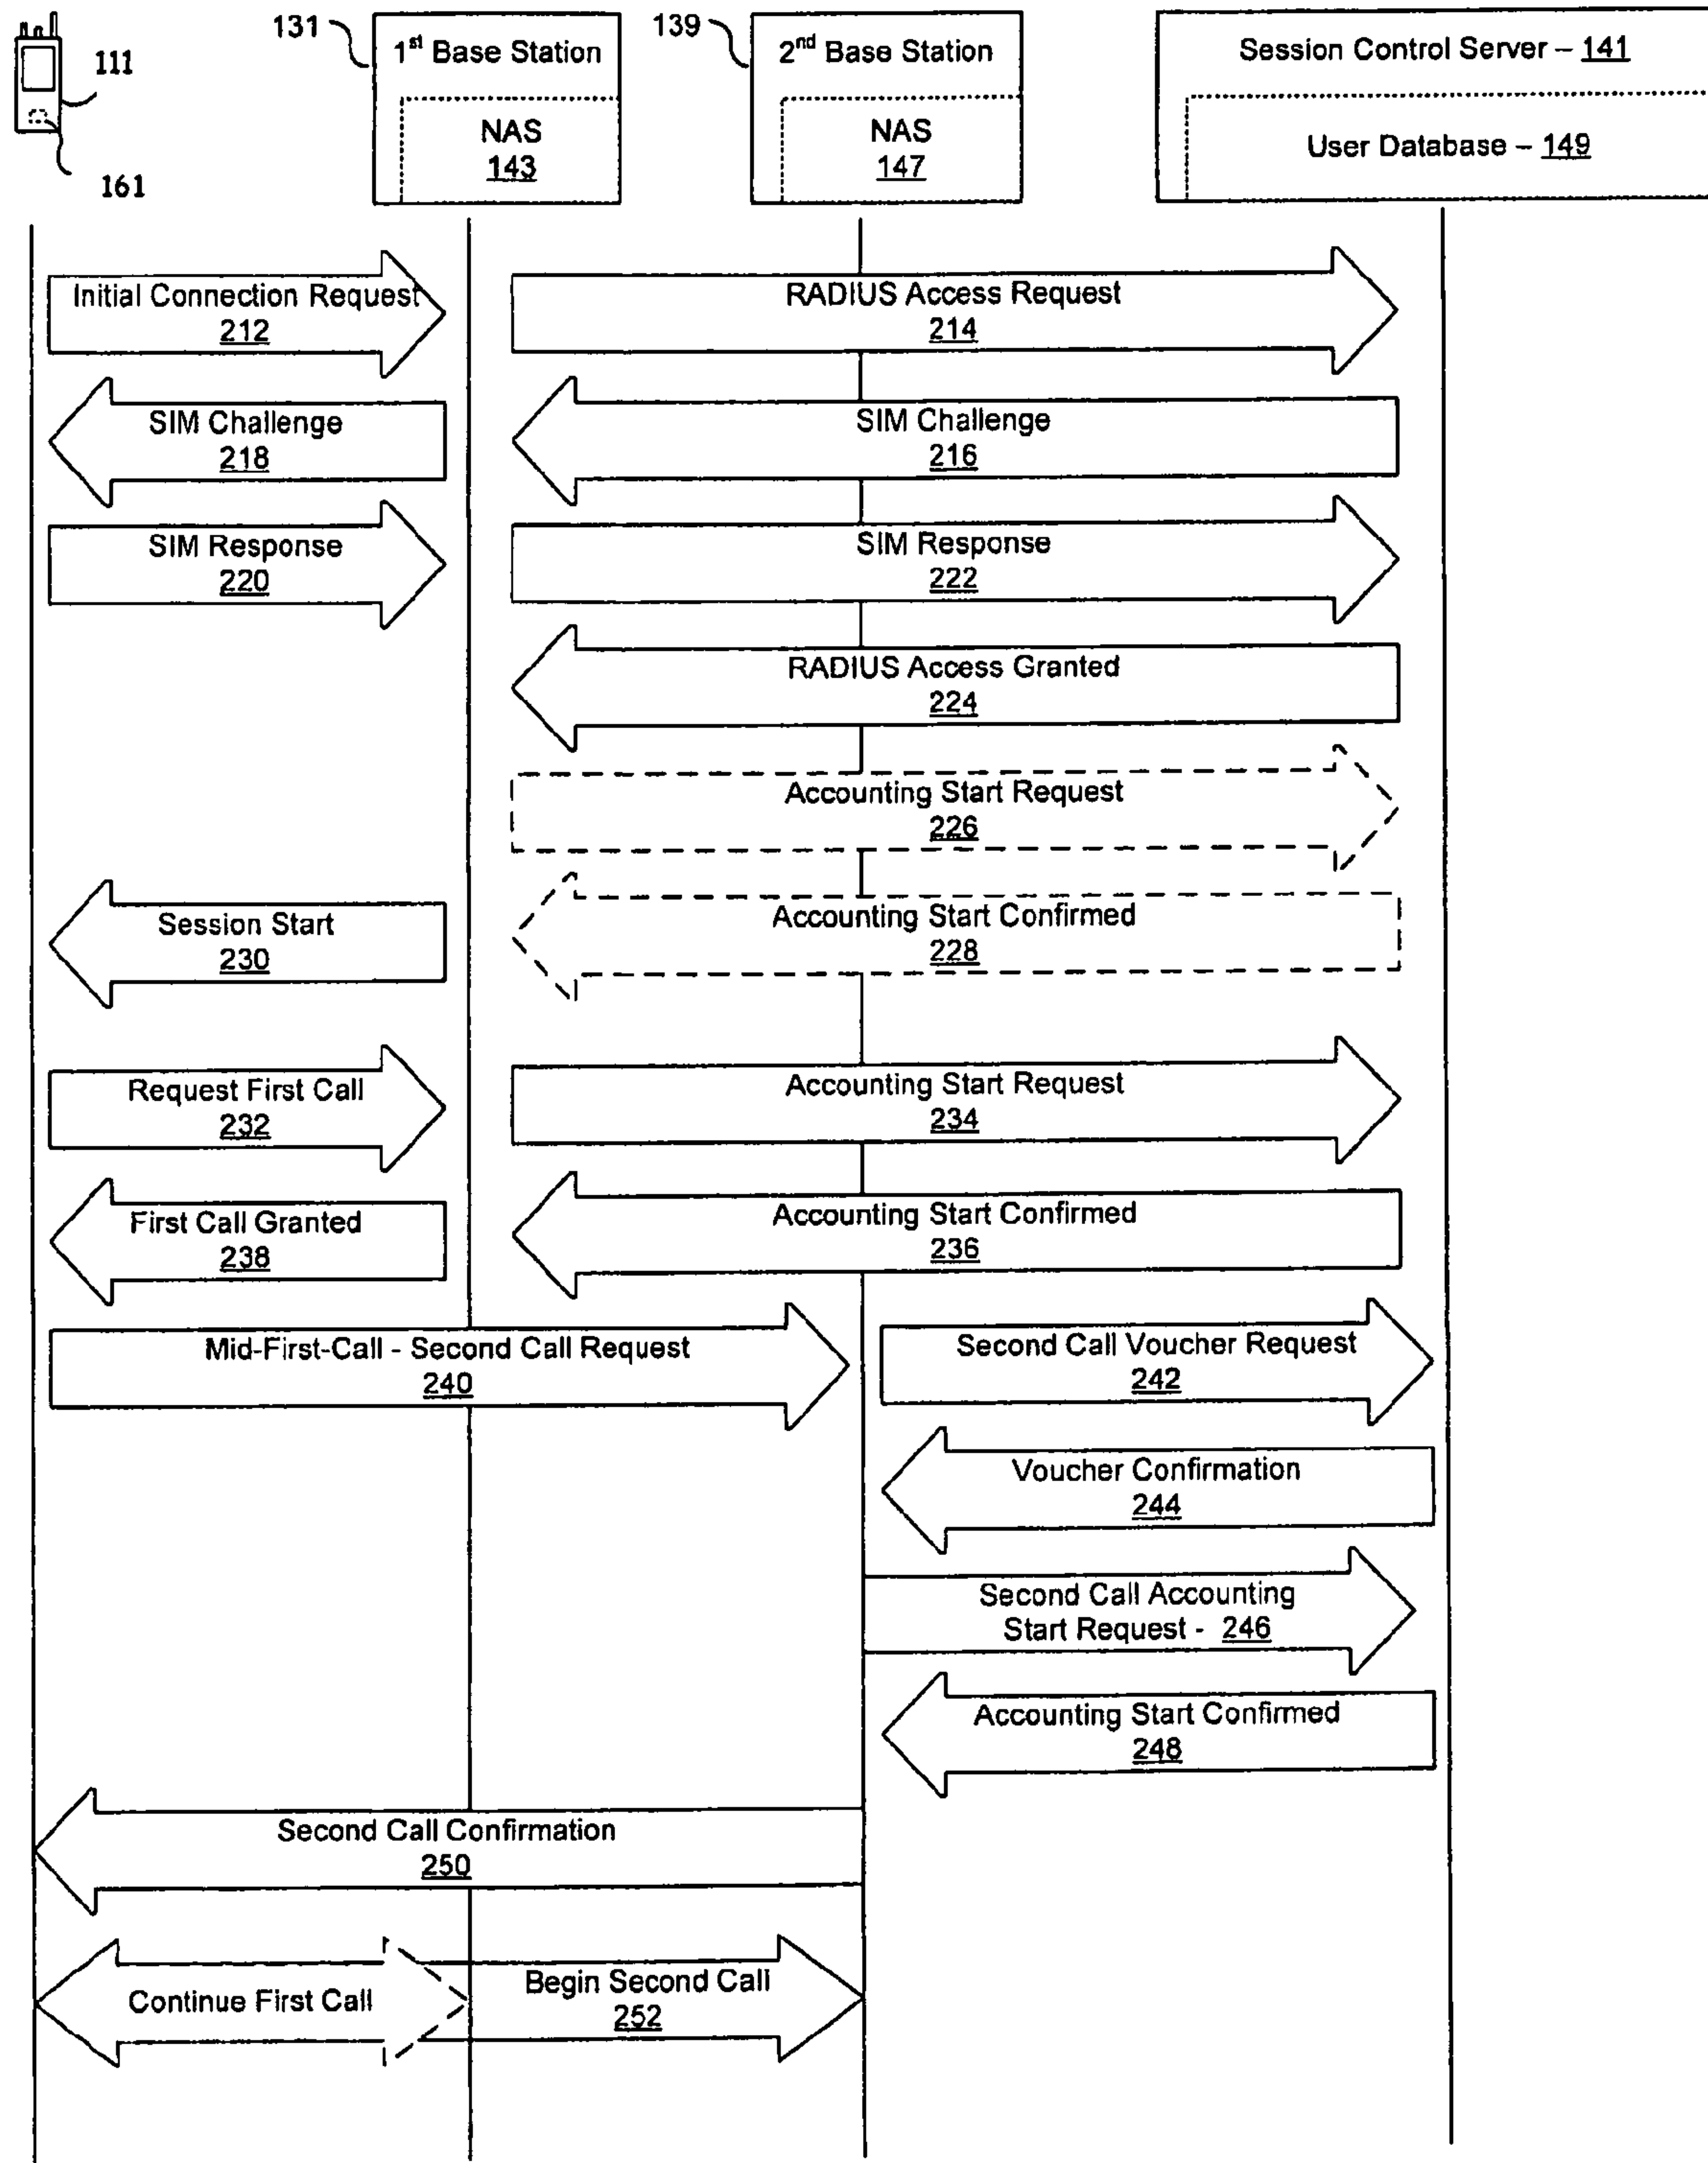 111
161
131
1st Base Station
NAS
143
139
2nd Base Station
NAS
147
Session Control Server – 141
User Database – 149
Initial Connection Request
212
RADIUS Access Request
214
SIM Challenge
218
SIM Challenge
216
SIM Response
220
SIM Response
222
RADIUS Access Granted
224
Accounting Start Request
226
Session Start
230
Accounting Start Confirmed
228
Request First Call
232
Accounting Start Request
234
First Call Granted
238
Accounting Start Confirmed
236
Mid-First-Call - Second Call Request
240
Second Call Voucher Request
242
Voucher Confirmation
244
Second Call Accounting
Start Request - 246
Accounting Start Confirmed
248
Second Call Confirmation
250
Continue First Call
Begin Second Call
252